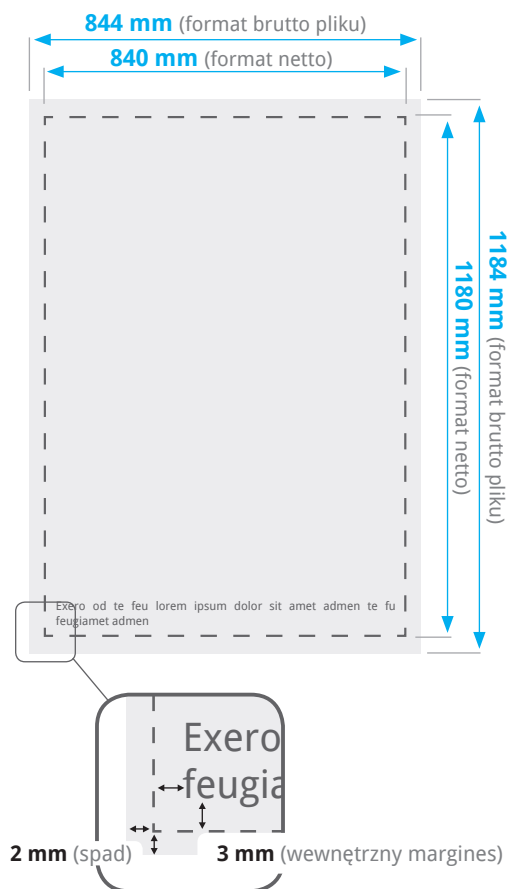 844 mm (format brutto pliku)
840 mm (format netto)
1184 mm (format brutto pliku)
1180 mm (format netto)
Exero od te feu lorem ipsum dolor sit amet admen te fu
feugiamet admen
Exero
feugia
2 mm (spad)
3 mm (wewnętrzny margines)